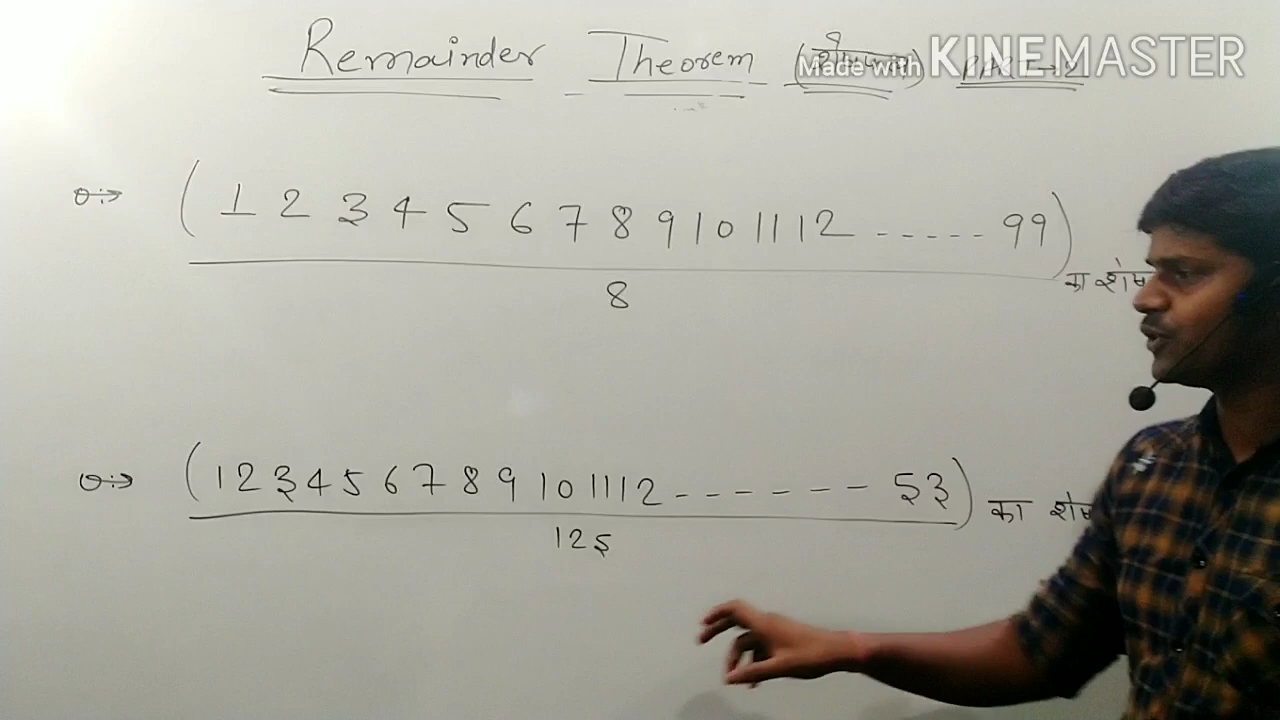 Remainder Theorem
Made with KINEMASTER
Q:→ (1 2 3 4 5 6 7 8 9 10 11 12 ----- 99)
8
का शेष
Q:→ (1 2 3 4 5 6 7 8 9 10 11 12 ------- 53) का शेष
125